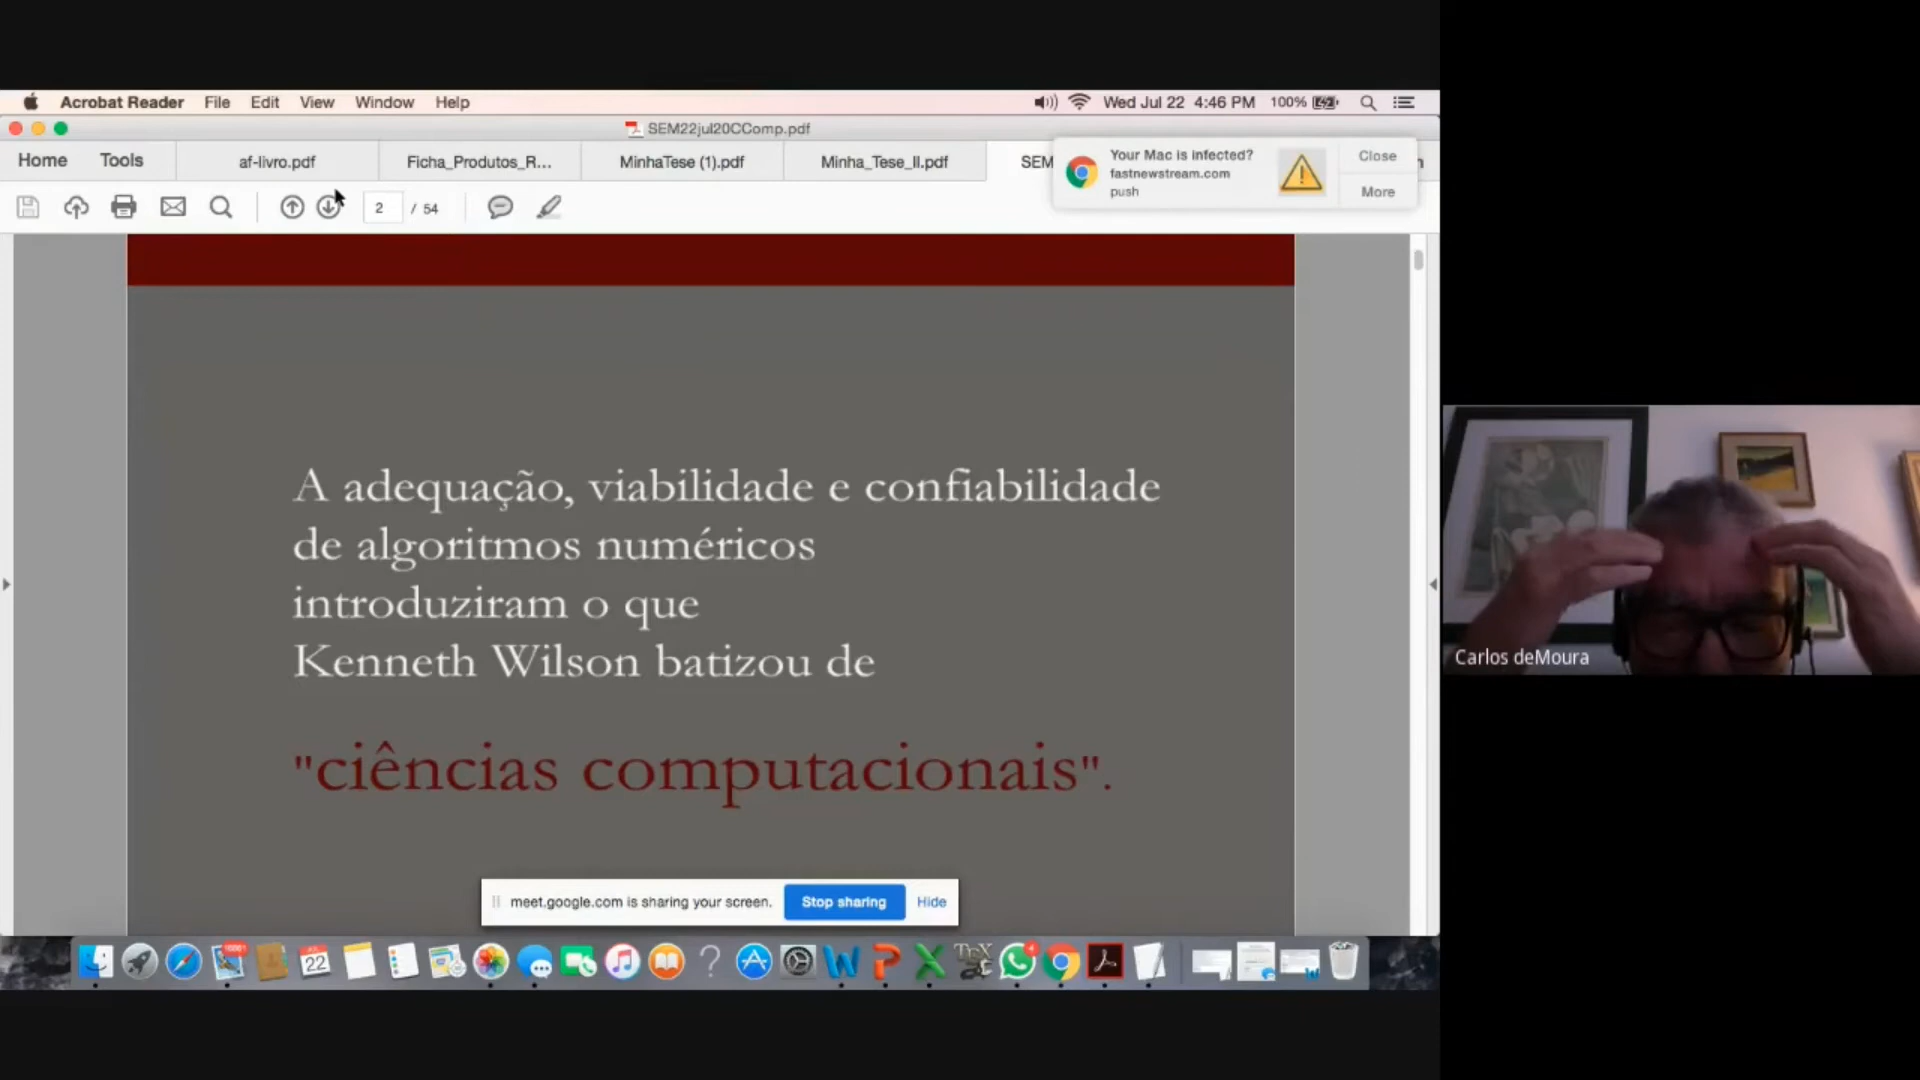 Acrobat Reader File Edit View Window Help Wed Jul 22 4:46 PM 100%
SEM22jul20CComp.pdf
Home Tools af-livro.pdf Ficha_Produtos_R... MinhaTese (1).pdf Minha_Tese_II.pdf SEM
Your Mac is infected?
fastnewstream.com
push
Close
More
2 / 54
A adequação, viabilidade e confiabilidade
de algoritmos numéricos
introduziram o que
Kenneth Wilson batizou de
"ciências computacionais".
Carlos deMoura
meet.google.com is sharing your screen. Stop sharing Hide
22